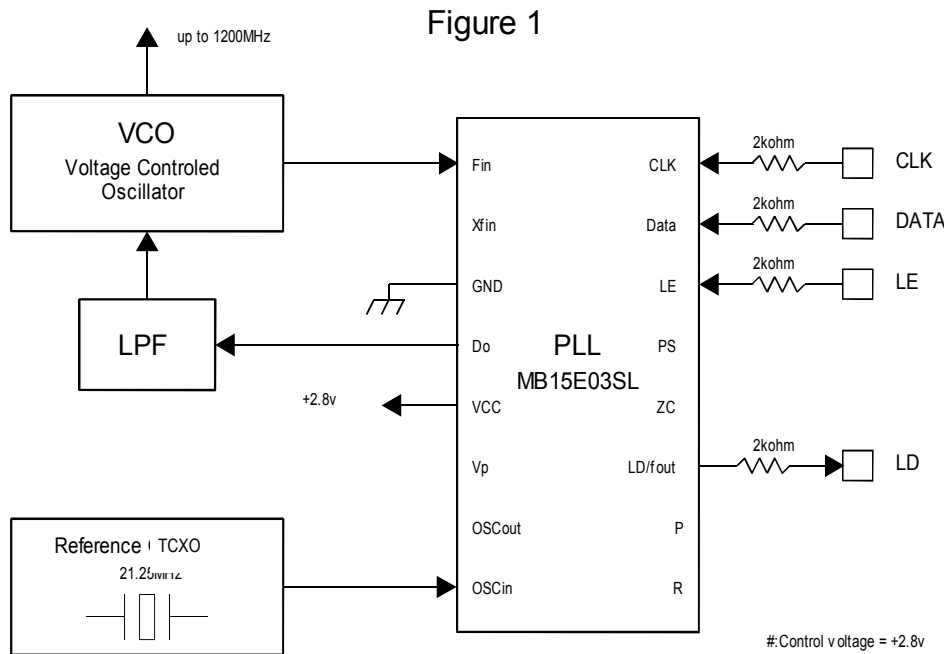 Figure 1
up to 1200MHz
VCO
Voltage Controled
Oscillator
LPF
+2.8v
Reference TCXO
Fin
Xfin
GND
Do
VCC
Vp
OSCout
OSCin
PLL
MB15E03SL
CLK
Data
LE
PS
ZC
LD/fout
P
R
2kohm
CLK
2kohm
DATA
2kohm
LE
2kohm
LD
#:Control voltage = +2.8v